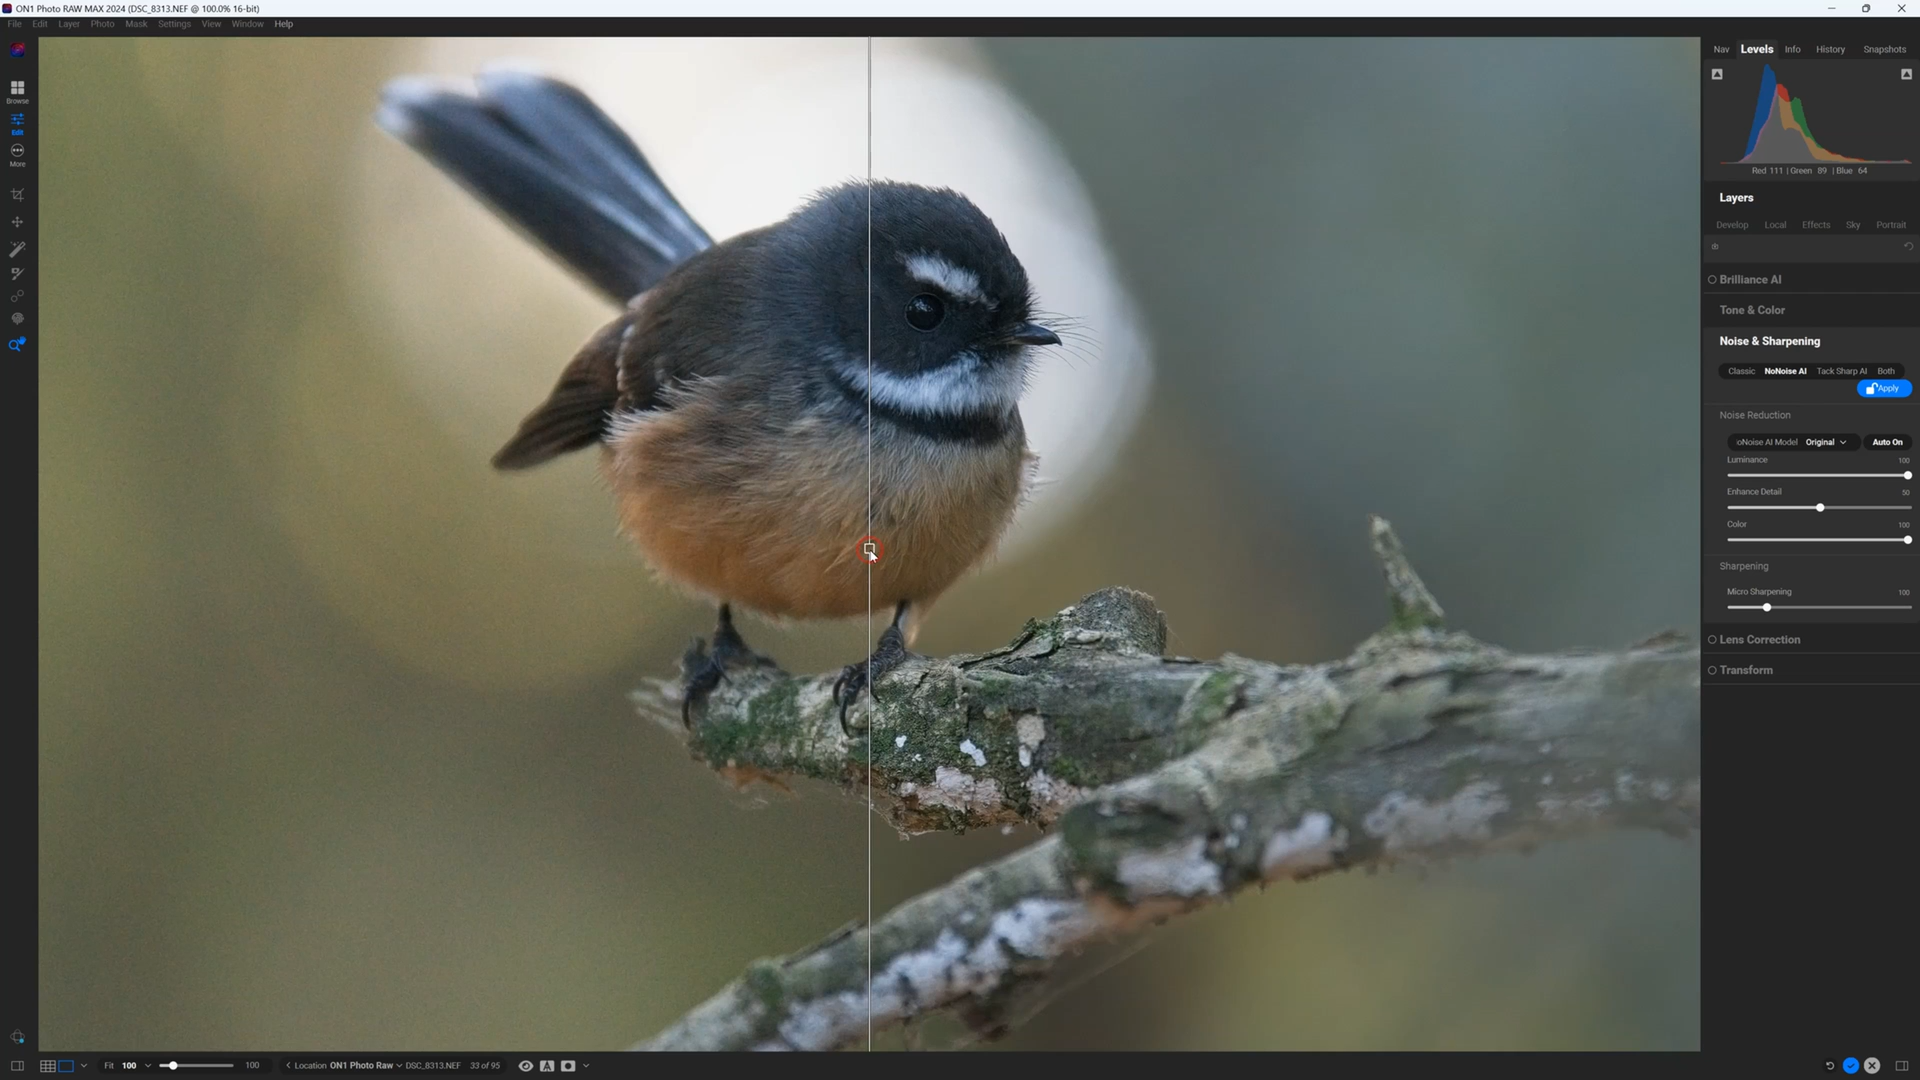 ON1 Photo RAW MAX 2024 (DSC_8313.NEF @ 100.0% 16-bit)
File Edit Layer Photo Mask Settings View Window Help
Browse
Edit
More
Nav Levels Info History Snapshots
Red 111 | Green 89 | Blue 64
Layers
Develop Local Effects Sky Portrait
Brilliance AI
Tone & Color
Noise & Sharpening
Classic NoNoise AI Tack Sharp AI Both
Apply
Noise Reduction
oNoise AI Model Original Auto On
Luminance 100
Enhance Detail 50
Color 100
Sharpening
Micro Sharpening 100
Lens Correction
Transform
Fit 100 100 < Location ON1 Photo Raw DSC_8313.NEF 33 of 95 A